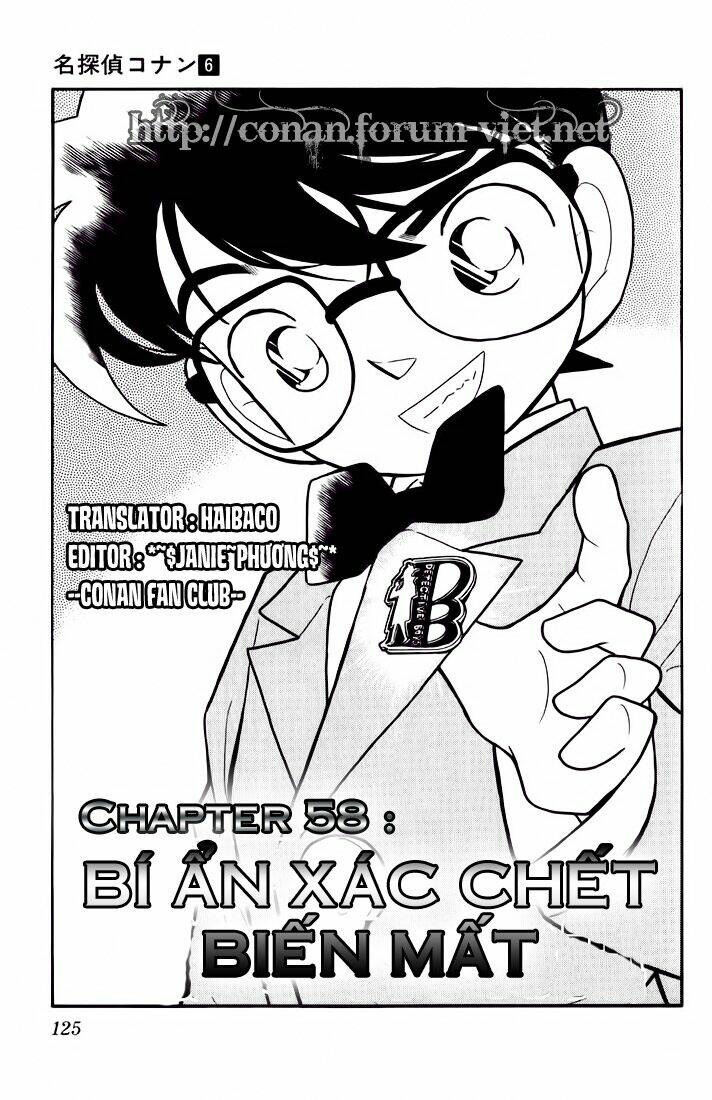 名探偵コナン6
http://conan.forum-viet.net
TRANSLATOR : HAIBACO
EDITOR : *~$JANIE~PHƯƠNG$~*
--CONAN FAN CLUB--
DETECTIVE BOYS
B
CHAPTER 58 :
BÍ ẨN XÁC CHẾT
BIẾN MẤT
125